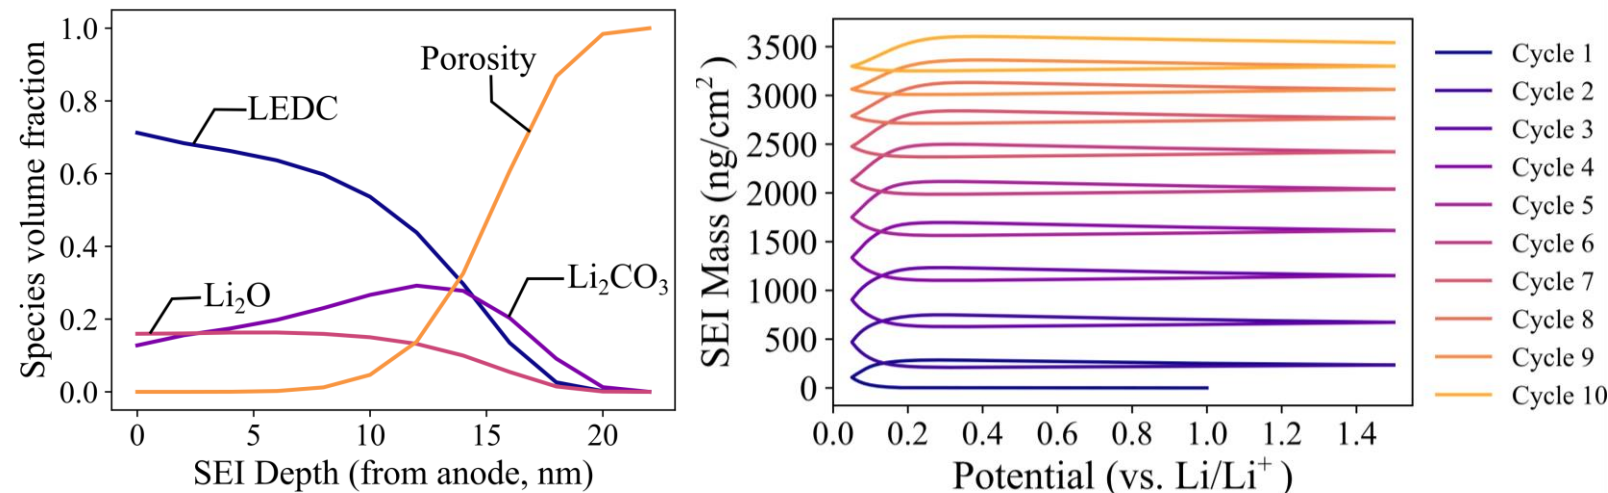 Species volume fraction
1.0
0.8
0.6
0.4
0.2
0.0
Porosity
LEDC
Li₂O
Li₂CO₃
0 5 10 15 20
SEI Depth (from anode, nm)
SEI Mass (ng/cm²)
3500
3000
2500
2000
1500
1000
500
0
0.0 0.2 0.4 0.6 0.8 1.0 1.2 1.4
Potential (vs. Li/Li⁺)
Cycle 1
Cycle 2
Cycle 3
Cycle 4
Cycle 5
Cycle 6
Cycle 7
Cycle 8
Cycle 9
Cycle 10